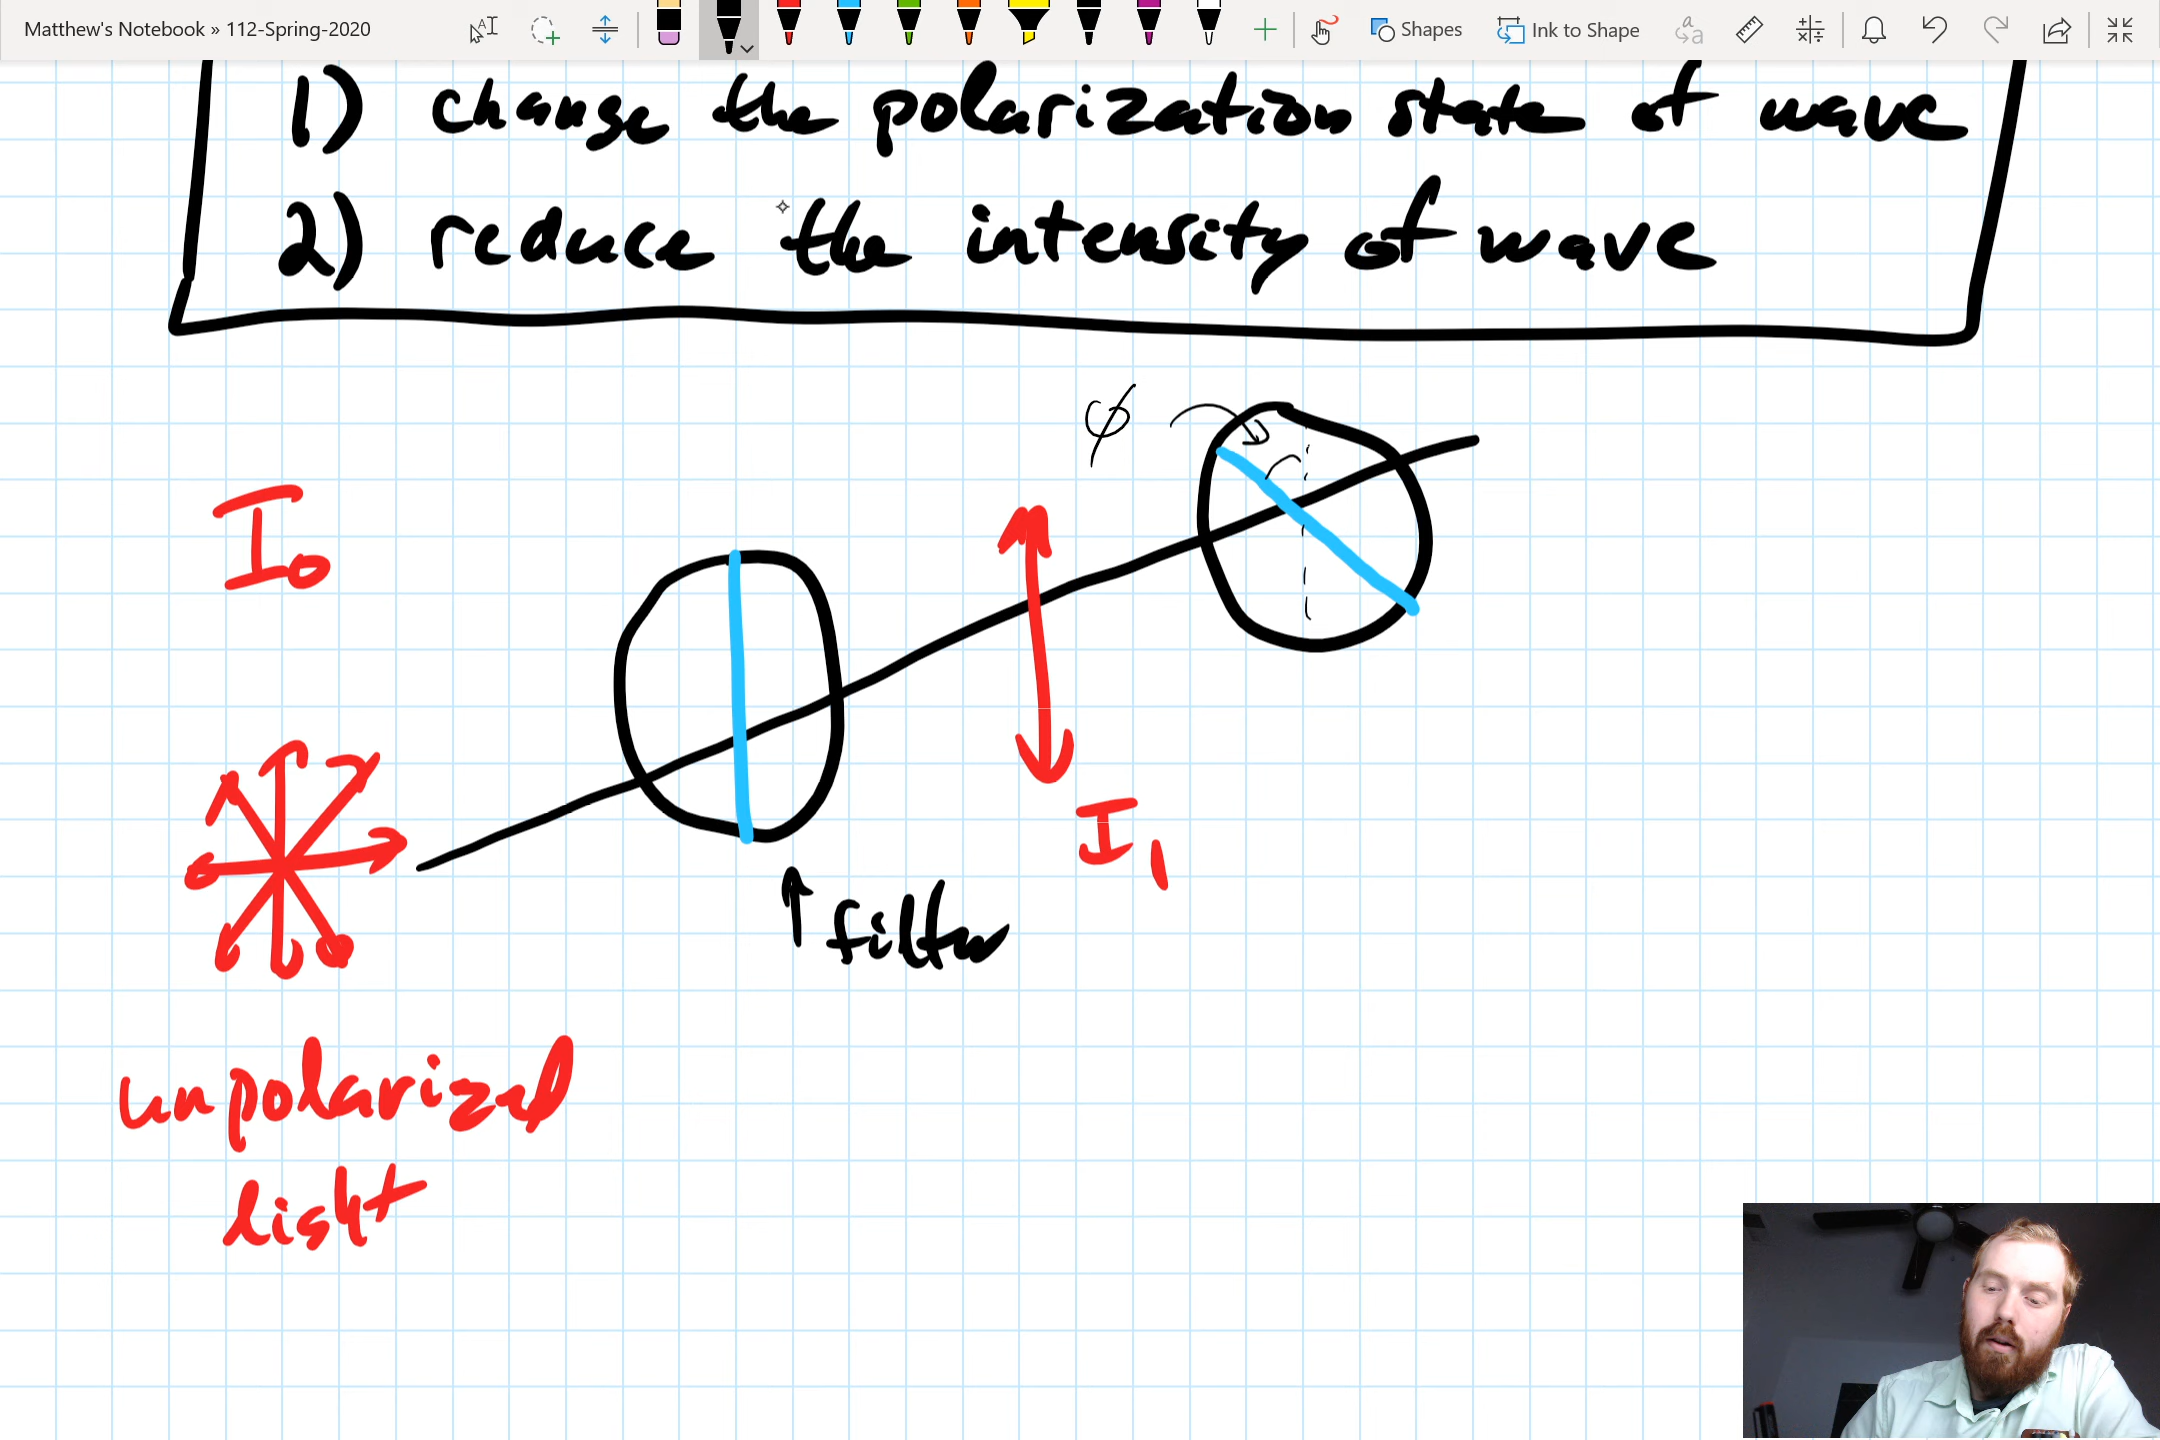 Matthew's Notebook » 112-Spring-2020
Shapes
Ink to Shape
1) change the polarization state of wave
2) reduce the intensity of wave
ϕ
I₀
I₁
filter
unpolarized
light